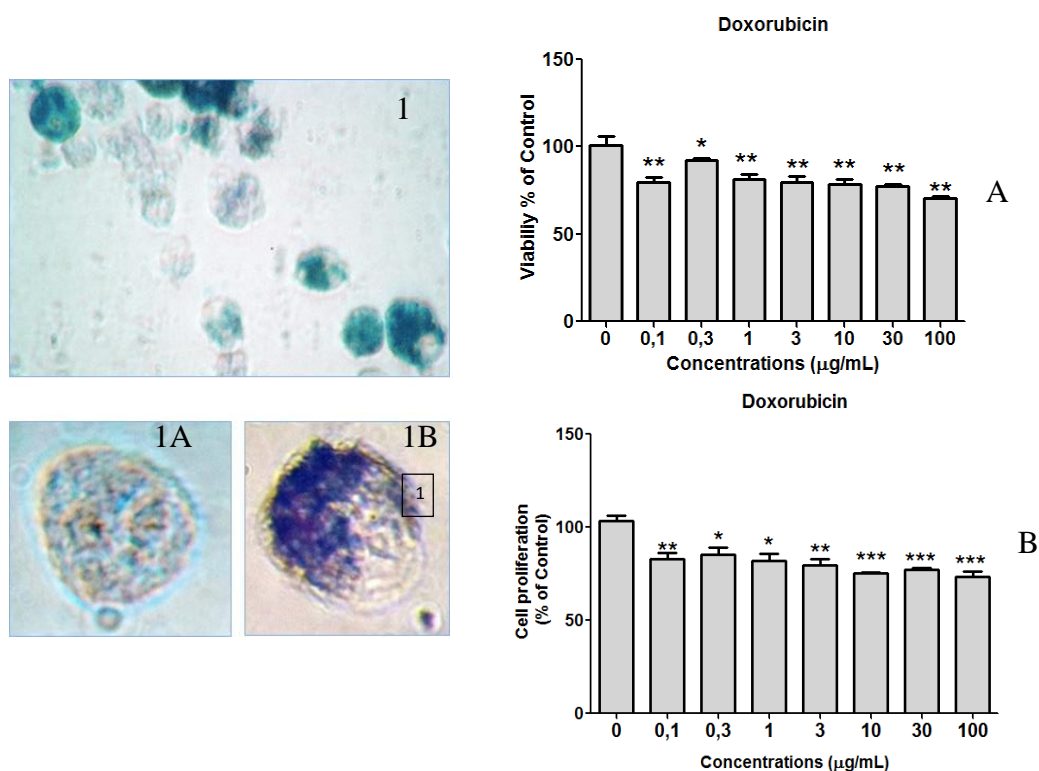 1
1A
1B
1
Doxorubicin
Viabiliy % of Control
150
100
50
0
** 
*
**
**
**
**
**
0 0,1 0,3 1 3 10 30 100
Concentrations (µg/mL)
A
Doxorubicin
Cell proliferation
(% of Control)
150
100
50
0
**
*
*
**
***
***
***
0 0,1 0,3 1 3 10 30 100
Concentrations (µg/mL)
B